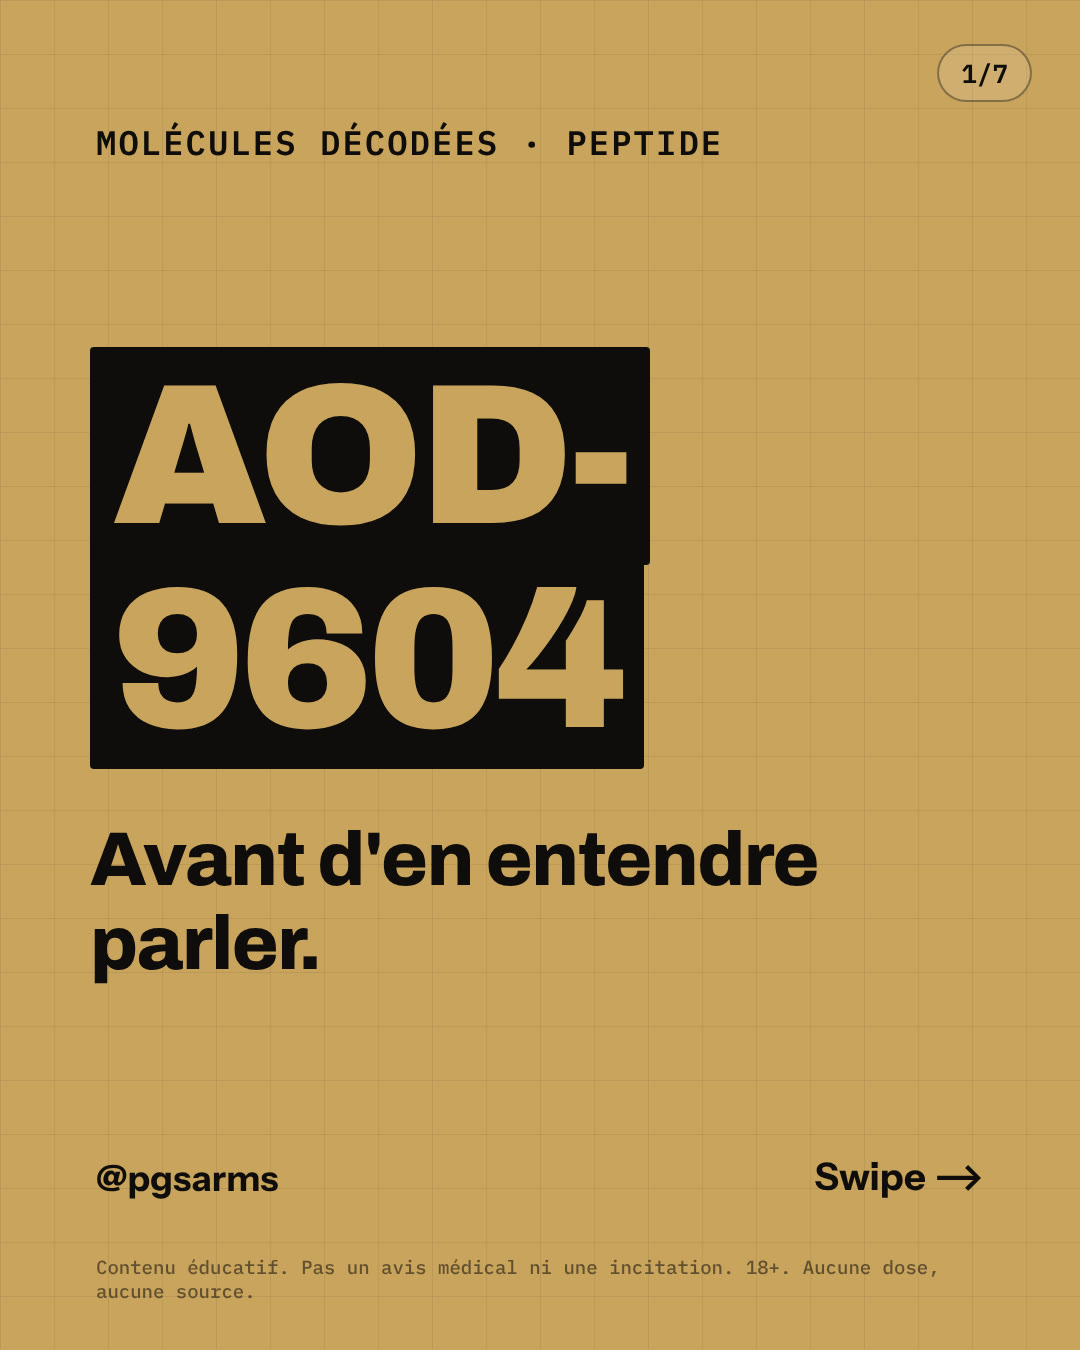 1/7
MOLÉCULES DÉCODÉES · PEPTIDE
AOD-
9604
Avant d'en entendre
parler.
@pgsarms
Swipe →
Contenu éducatif. Pas un avis médical ni une incitation. 18+. Aucune dose,
aucune source.